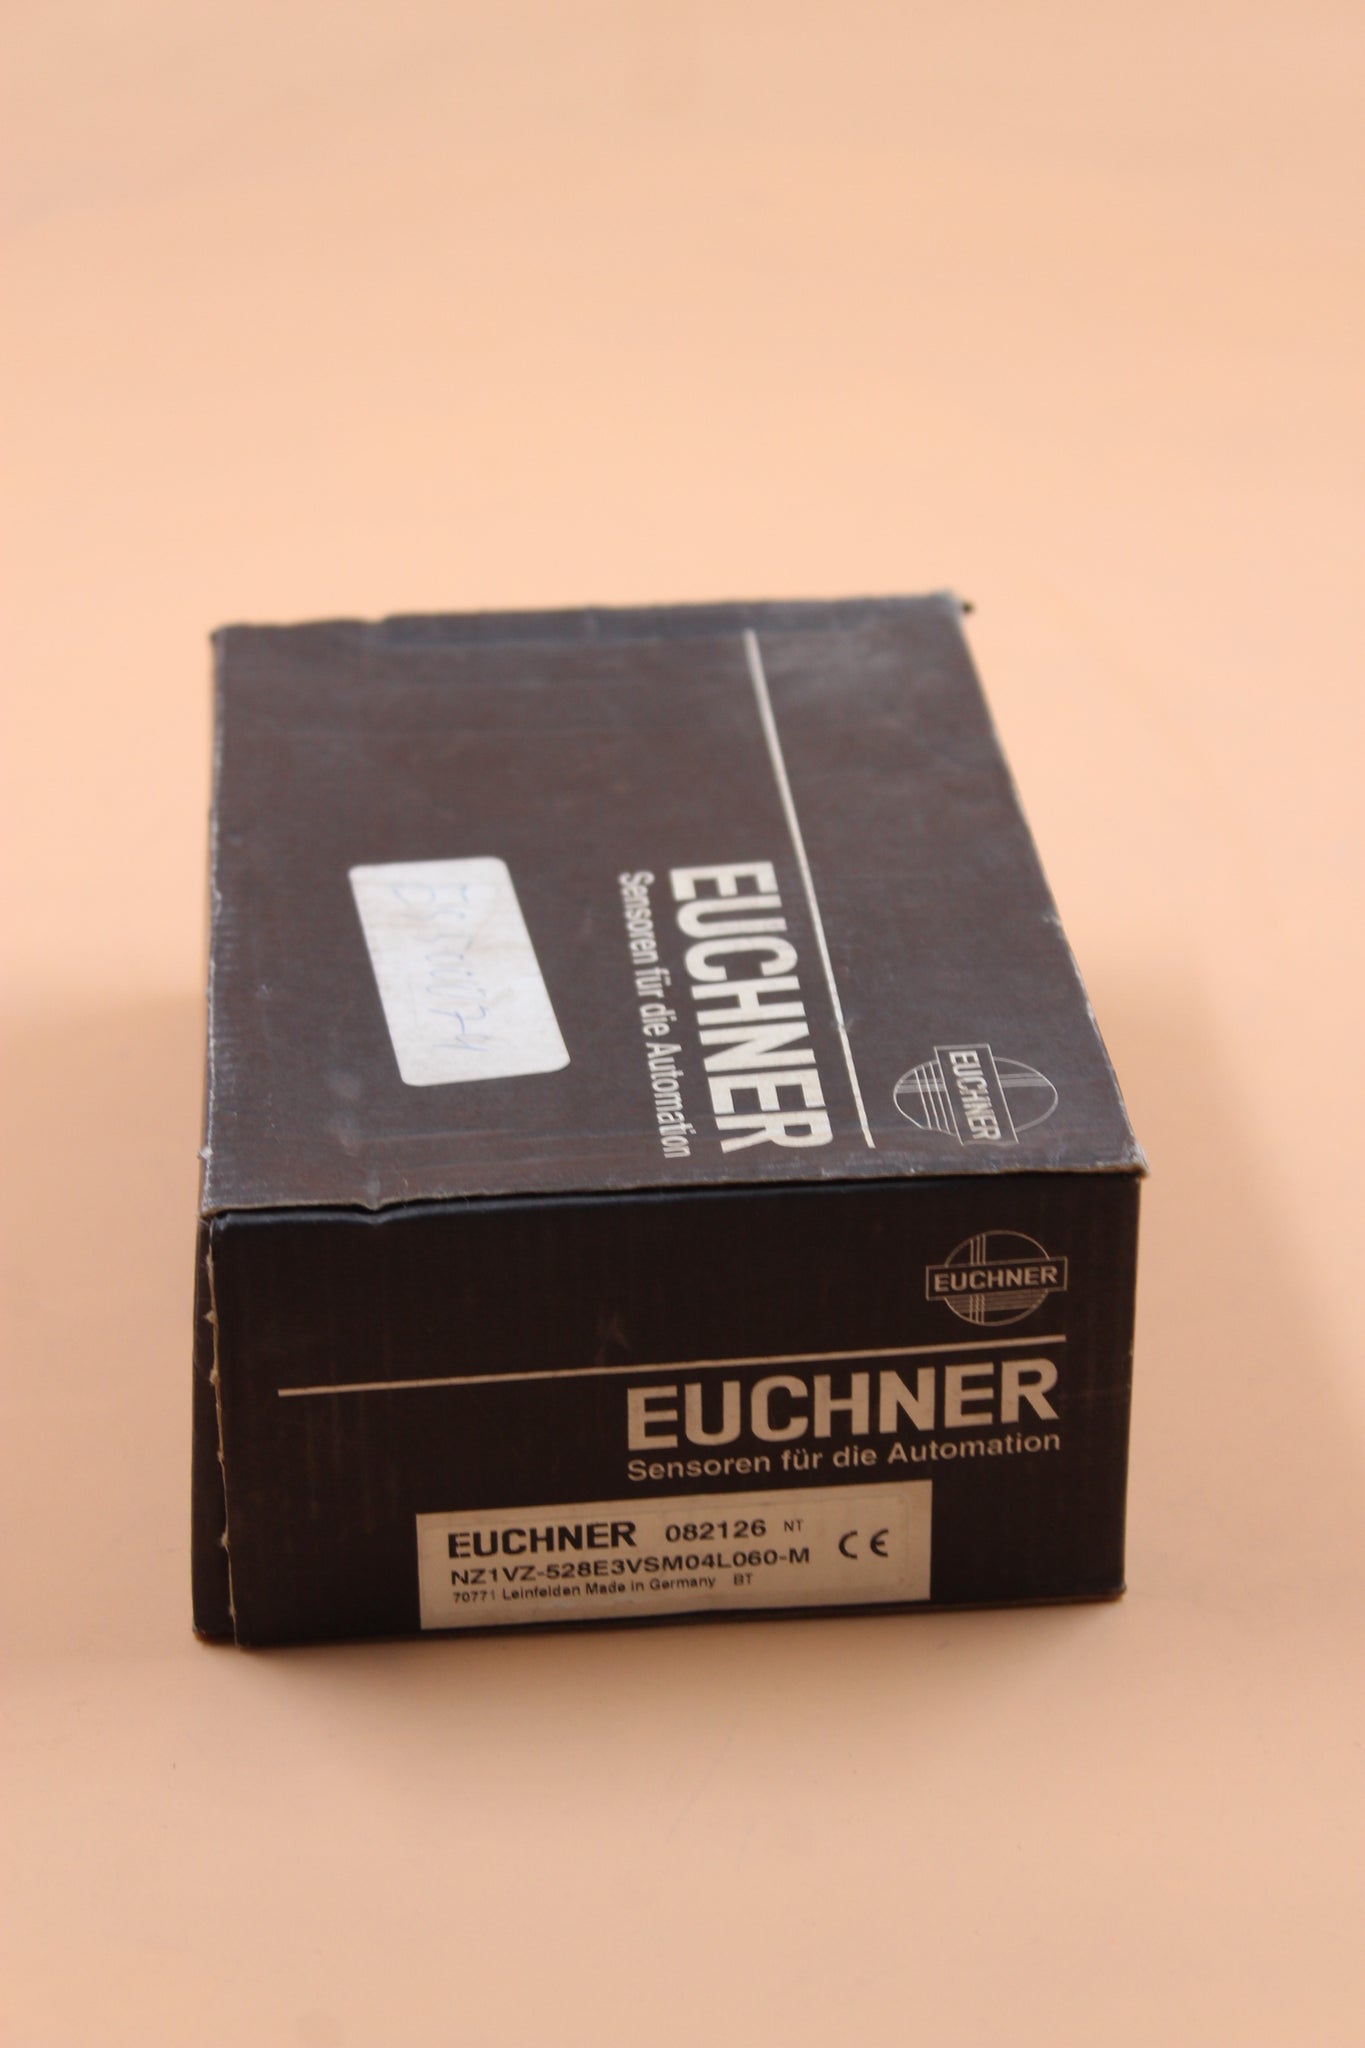 EUCHNER
EUCHNER
Sensoren für die Automation
EUCHNER
EUCHNER
Sensoren für die Automation
EUCHNER 082126 NT
NZ1VZ-528E3VSM04L060-M CE
70771 Leinfelden Made in Germany BT